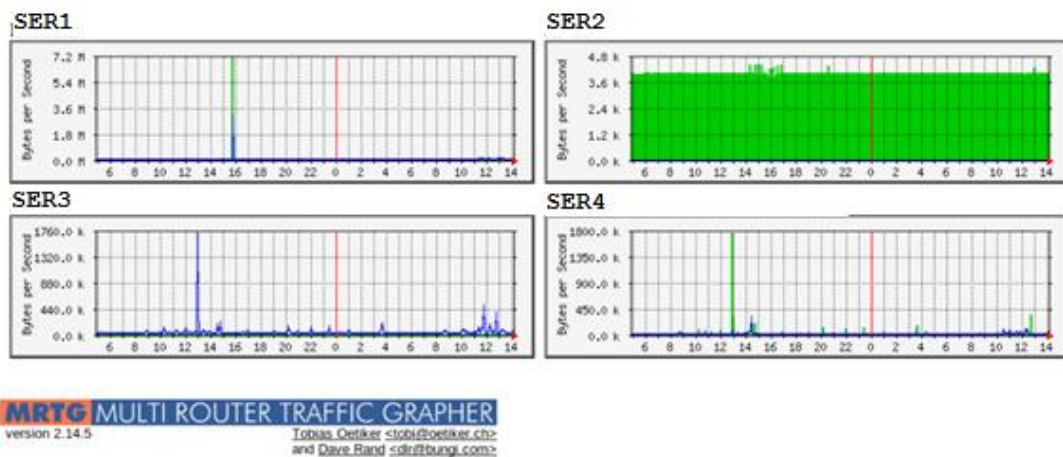 SER1
SER2
Bytes per Second
7.2 M
5.4 M
3.6 M
1.8 M
0.0 M
6 8 10 12 14 16 18 20 22 0 2 4 6 8 10 12 14
Bytes per Second
4.8 k
3.6 k
2.4 k
1.2 k
0.0 k
6 8 10 12 14 16 18 20 22 0 2 4 6 8 10 12 14
SER3
SER4
Bytes per Second
1760.0 k
1320.0 k
880.0 k
440.0 k
0.0 k
6 8 10 12 14 16 18 20 22 0 2 4 6 8 10 12 14
Bytes per Second
1800.0 k
1350.0 k
900.0 k
450.0 k
0.0 k
6 8 10 12 14 16 18 20 22 0 2 4 6 8 10 12 14
MRTG MULTI ROUTER TRAFFIC GRAPHER
version 2.14.5
Tobias Oetiker <tobi@oetiker.ch>
and Dave Rand <dlr@bungi.com>